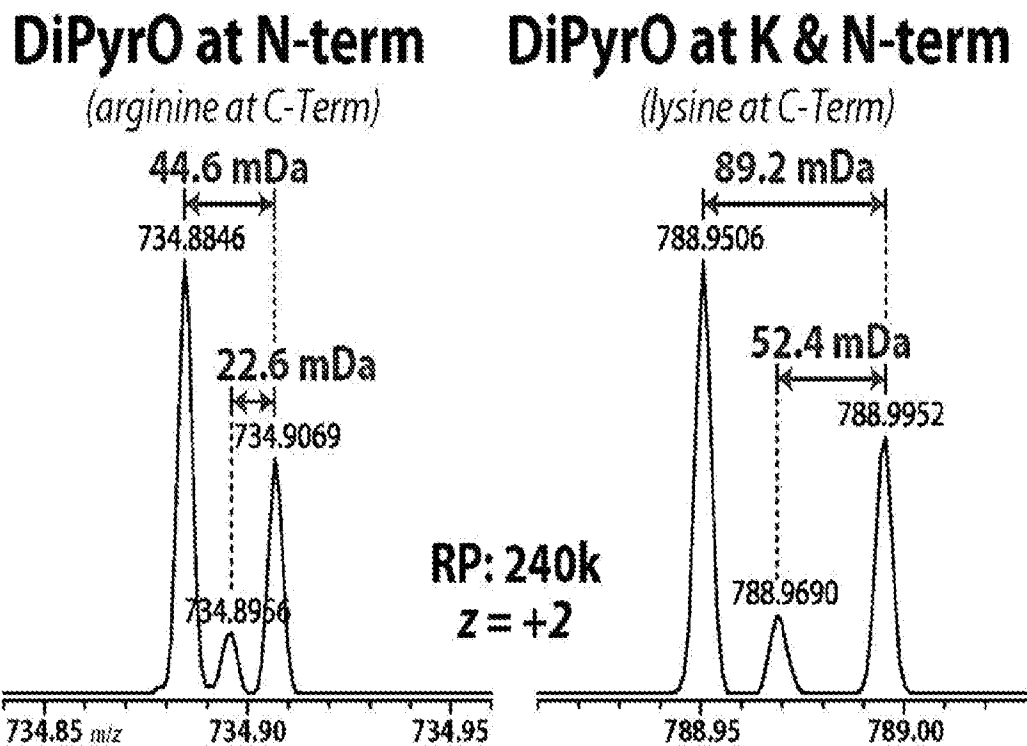 DiPyrO at N-term
(arginine at C-Term)
44.6 mDa
734.8846
22.6 mDa
734.9069
734.8956
734.85 m/z
734.90
734.95
DiPyrO at K & N-term
(lysine at C-Term)
89.2 mDa
788.9506
52.4 mDa
788.9952
788.9690
788.95
789.00
RP: 240k
z = +2